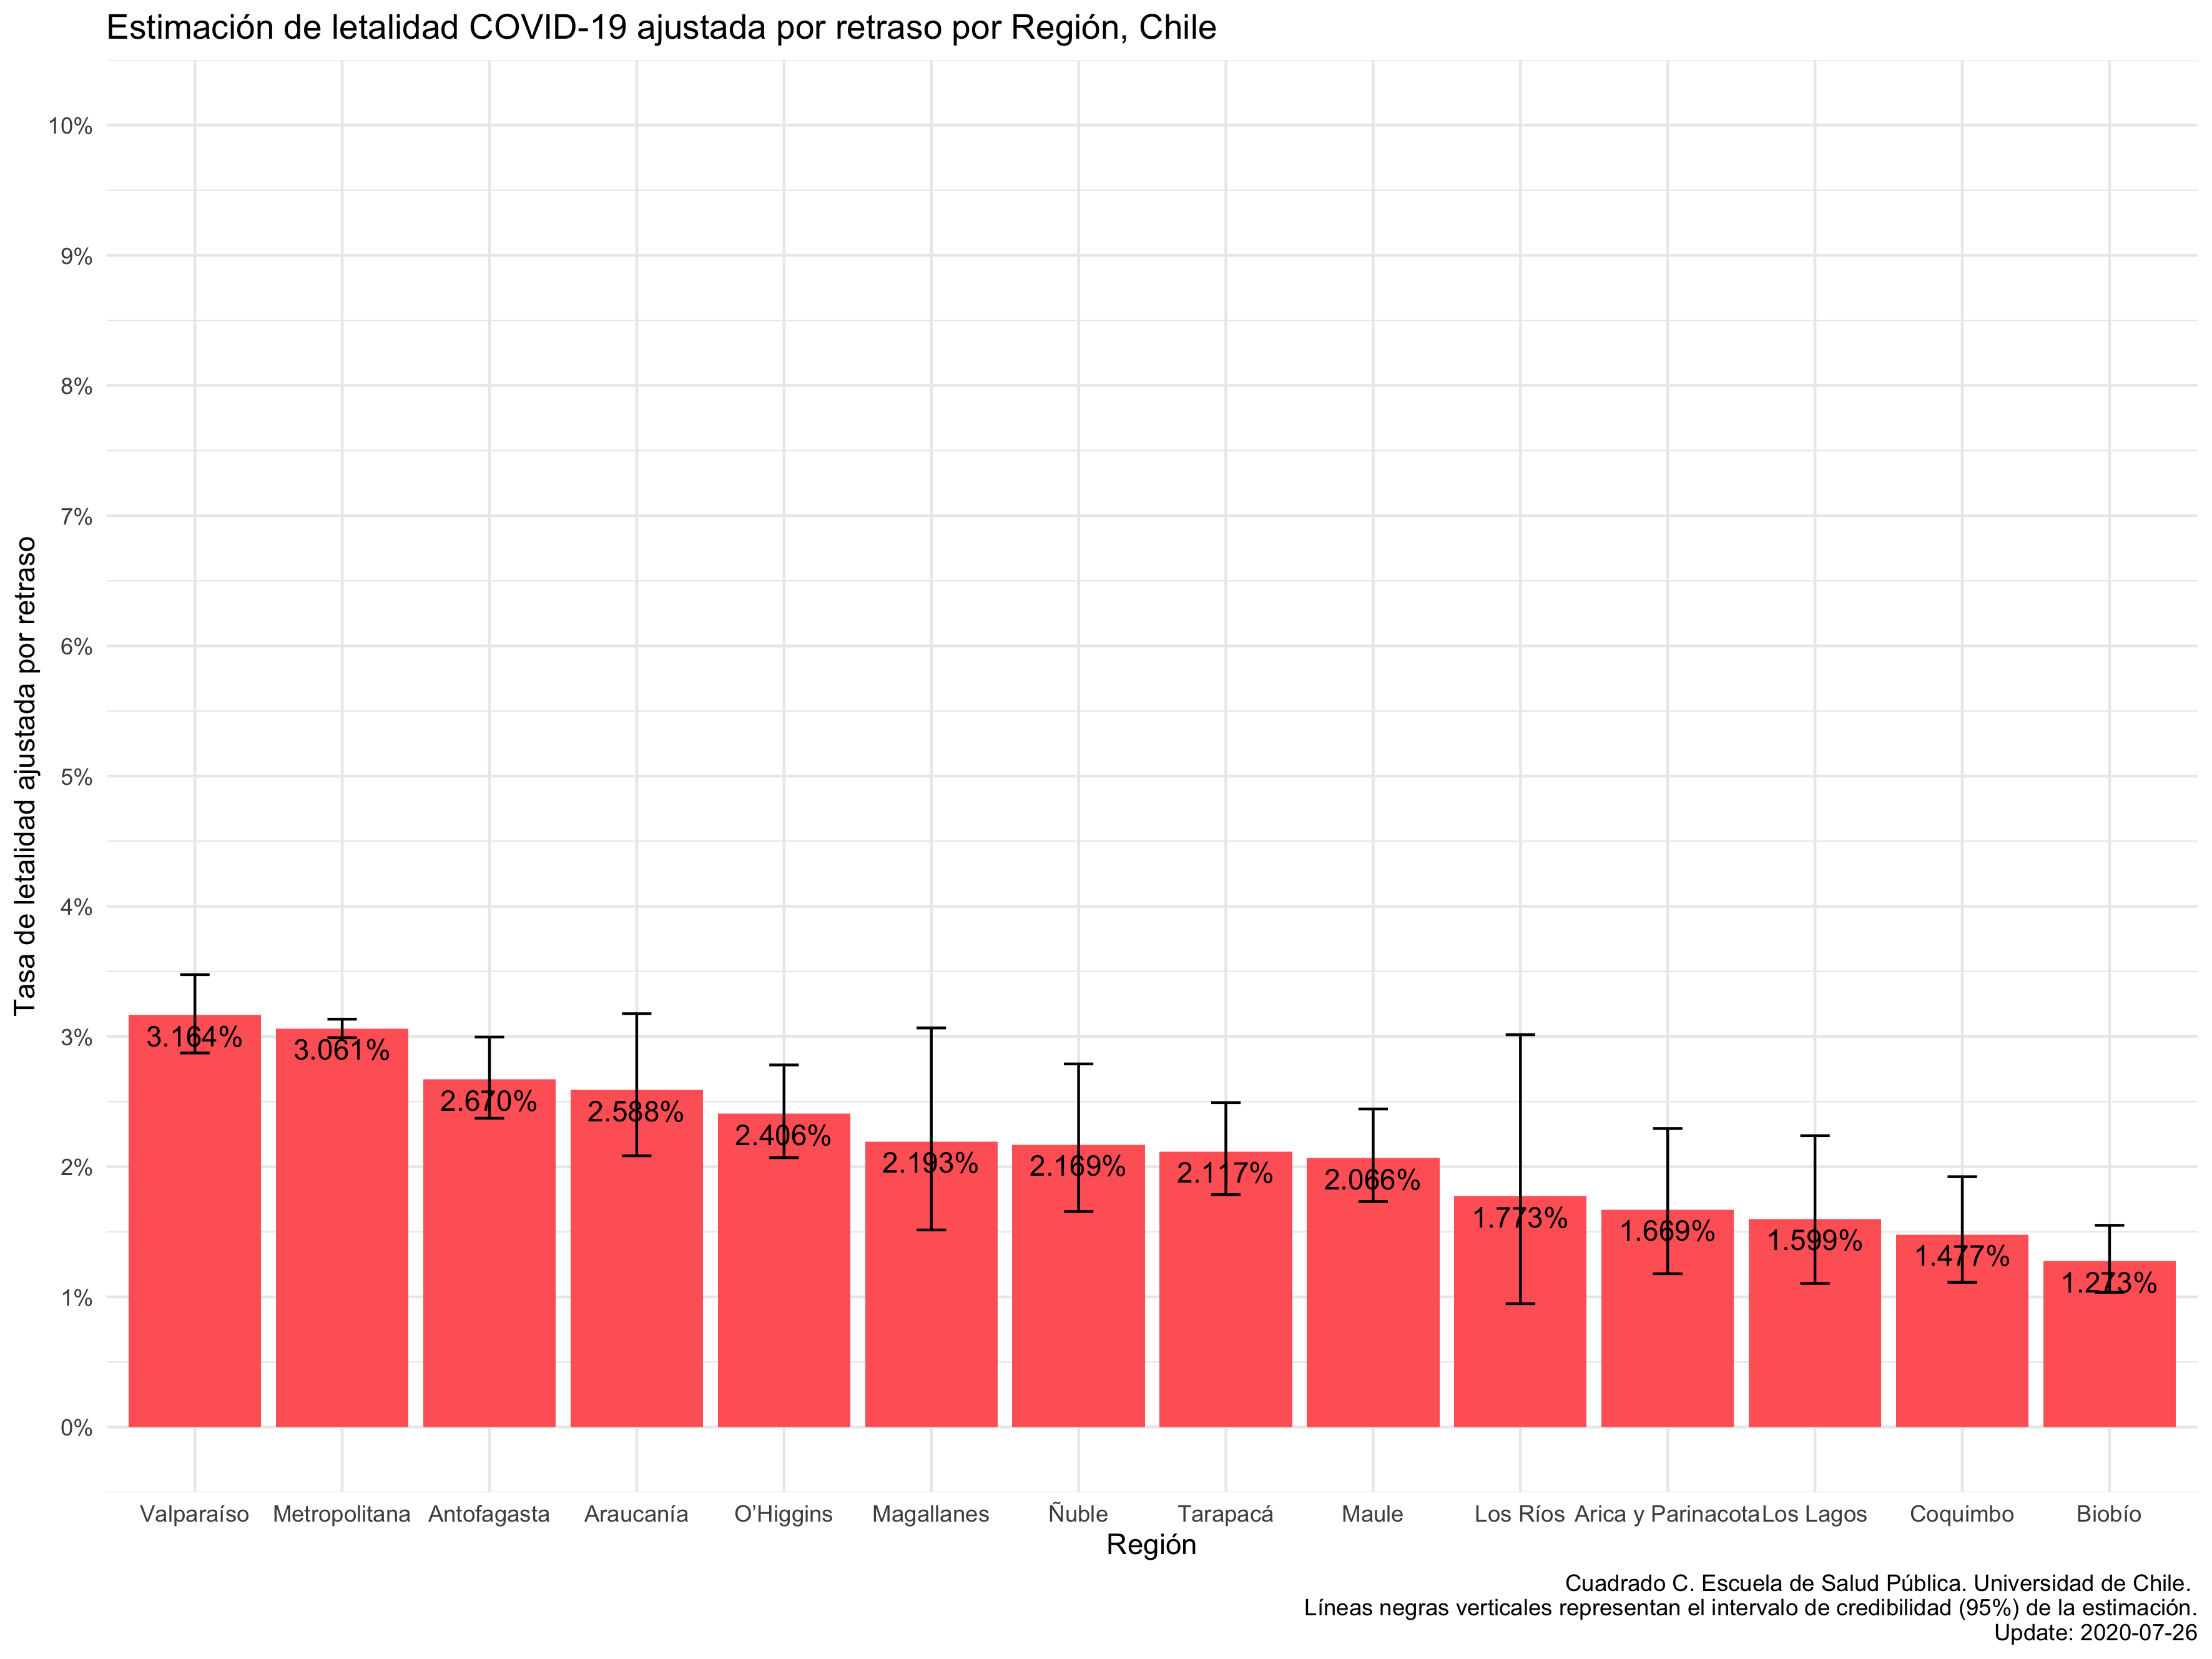 Estimación de letalidad COVID-19 ajustada por retraso por Región, Chile
Tasa de letalidad ajustada por retraso
10%
9%
8%
7%
6%
5%
4%
3%
2%
1%
0%
3.164%
3.061%
2.670%
2.588%
2.406%
2.193%
2.169%
2.117%
2.066%
1.773%
1.669%
1.599%
1.477%
1.273%
Valparaíso
Metropolitana
Antofagasta
Araucanía
O’Higgins
Magallanes
Ñuble
Tarapacá
Maule
Los Ríos
Arica y Parinacota
Los Lagos
Coquimbo
Biobío
Región
Cuadrado C. Escuela de Salud Pública. Universidad de Chile.
Líneas negras verticales representan el intervalo de credibilidad (95%) de la estimación.
Update: 2020-07-26